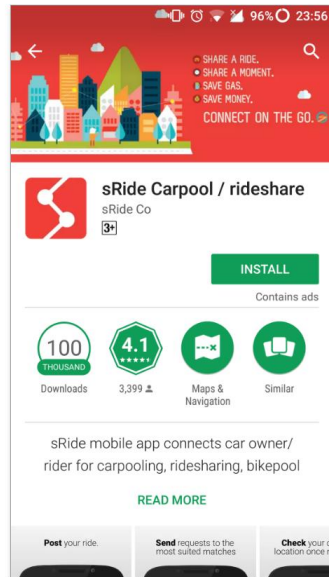 96% 23:56
SHARE A RIDE.
SHARE A MOMENT.
SAVE GAS.
SAVE MONEY.
CONNECT ON THE GO.
sRide Carpool / rideshare
sRide Co
3+
INSTALL
Contains ads
100
THOUSAND
Downloads
4.1
3,399
Maps &
Navigation
Similar
sRide mobile app connects car owner/
rider for carpooling, ridesharing, bikepool
READ MORE
Post your ride.
Send requests to the
most suited matches
Check your
location once